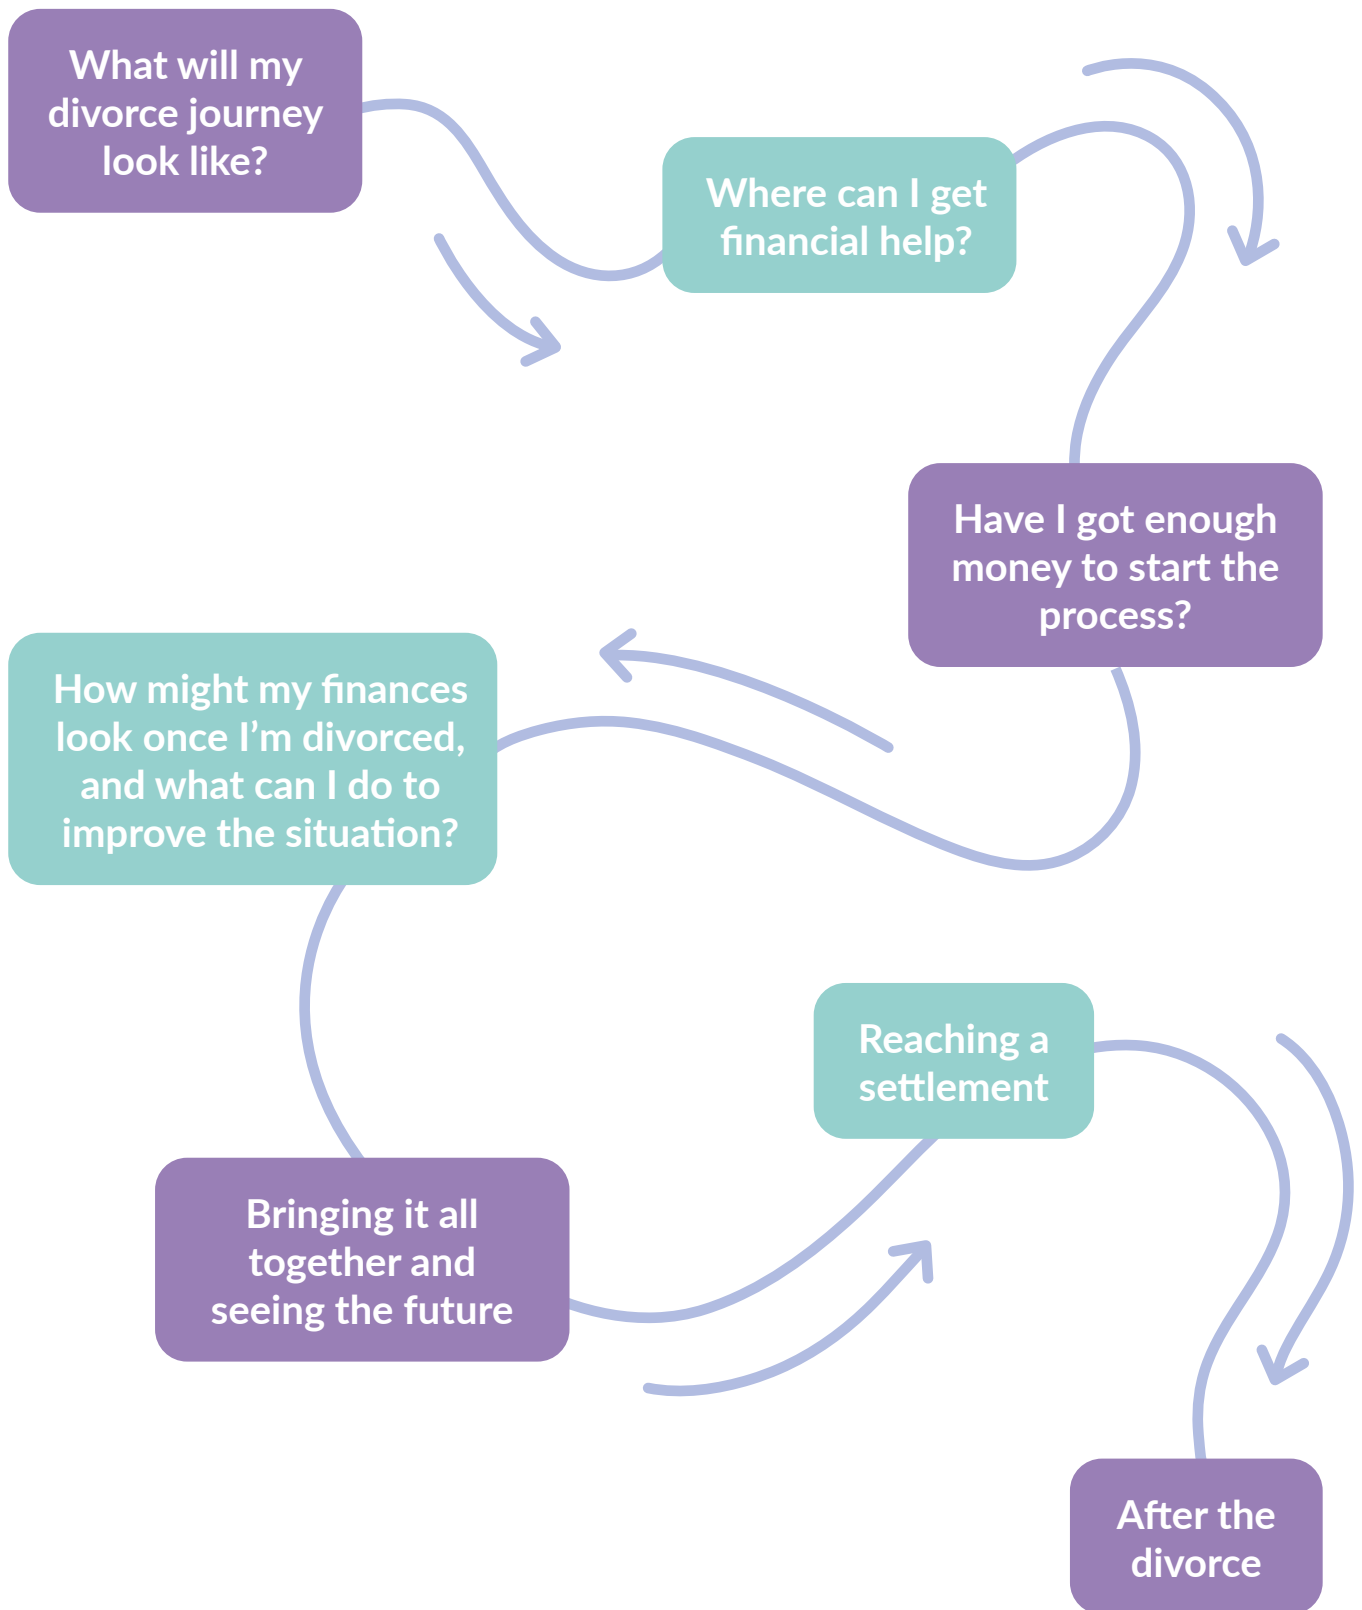 What will my
divorce journey
look like?
Where can I get
financial help?
Have I got enough
money to start the
process?
How might my finances
look once I’m divorced,
and what can I do to
improve the situation?
Bringing it all
together and
seeing the future
Reaching a
settlement
After the
divorce